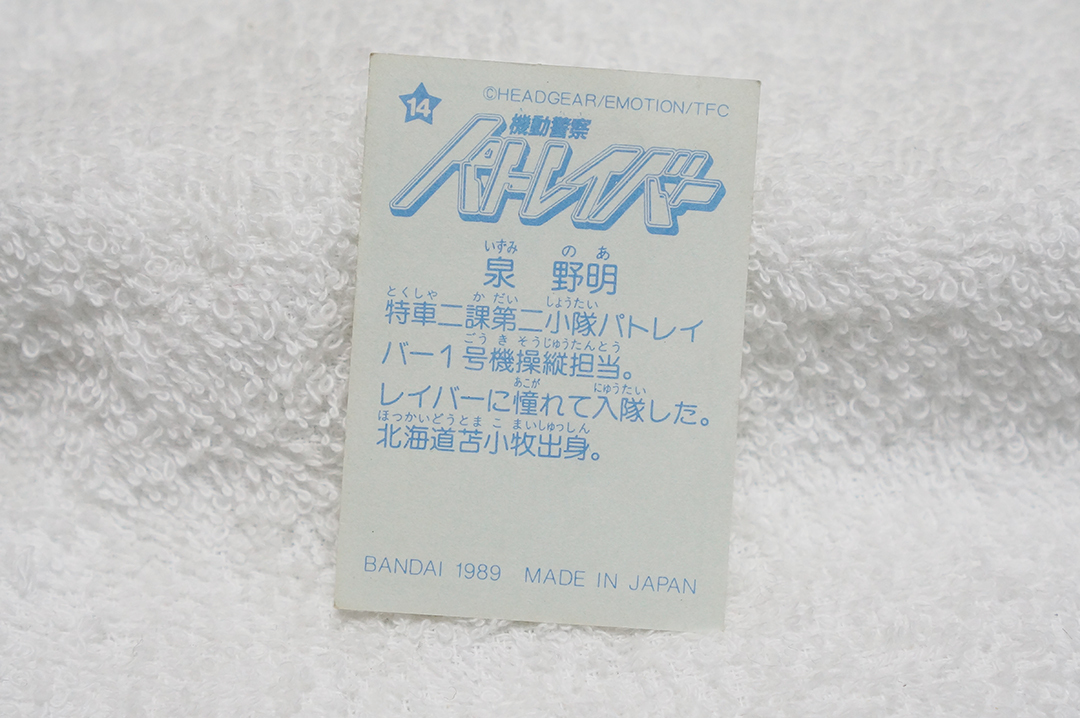 14
©HEADGEAR/EMOTION/TFC
機動警察
パトレイバー
いずみ のあ
泉 野明
とくしゃ かだい しょうたい
特車二課第二小隊パトレイ
ごうきそうじゅうたんとう
バー1号機操縦担当。
あこが にゅうたい
レイバーに憧れて入隊した。
ほっかいどうとまこまいしゅっしん
北海道苫小牧出身。
BANDAI 1989 MADE IN JAPAN